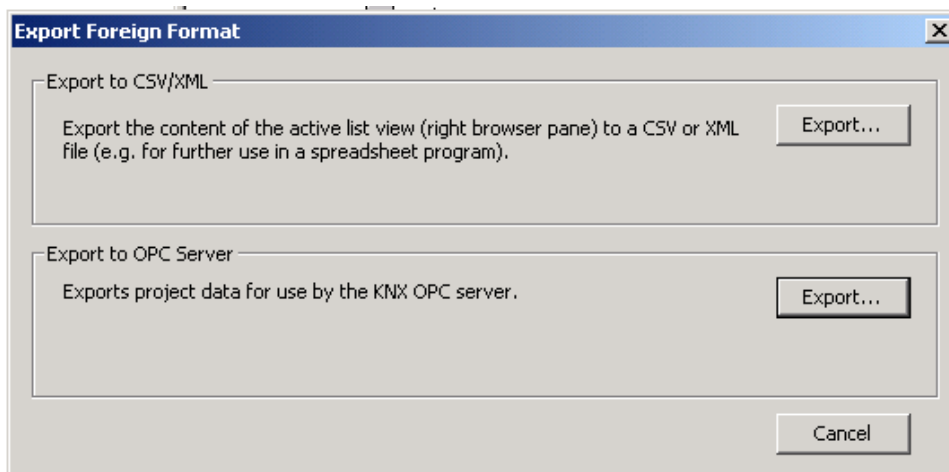 Export Foreign Format
Export to CSV/XML
Export the content of the active list view (right browser pane) to a CSV or XML
file (e.g. for further use in a spreadsheet program).
Export...
Export to OPC Server
Exports project data for use by the KNX OPC server.
Export...
Cancel